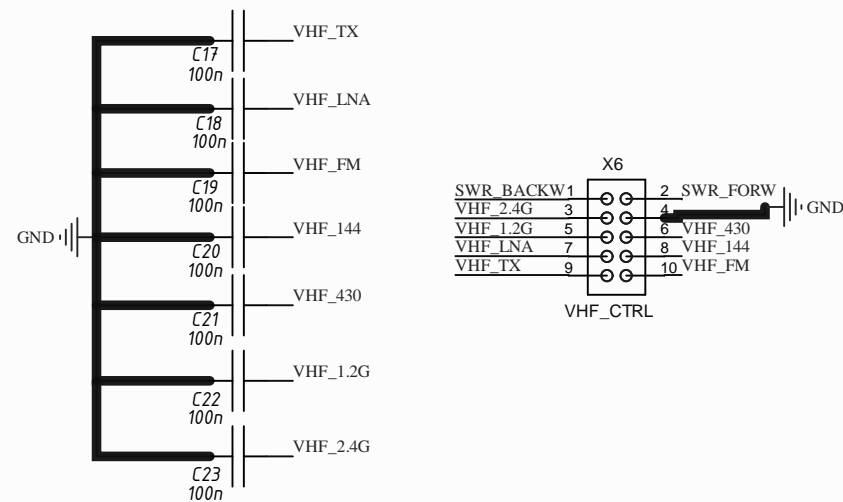 VHF_TX
C17
100n
VHF_LNA
C18
100n
VHF_FM
C19
100n
VHF_144
GND
C20
100n
VHF_430
C21
100n
VHF_1.2G
C22
100n
VHF_2.4G
C23
100n
X6
SWR_BACKW 1 2 SWR_FORW
VHF_2.4G 3 4 GND
VHF_1.2G 5 6 VHF_430
VHF_LNA 7 8 VHF_144
VHF_TX 9 10 VHF_FM
VHF_CTRL